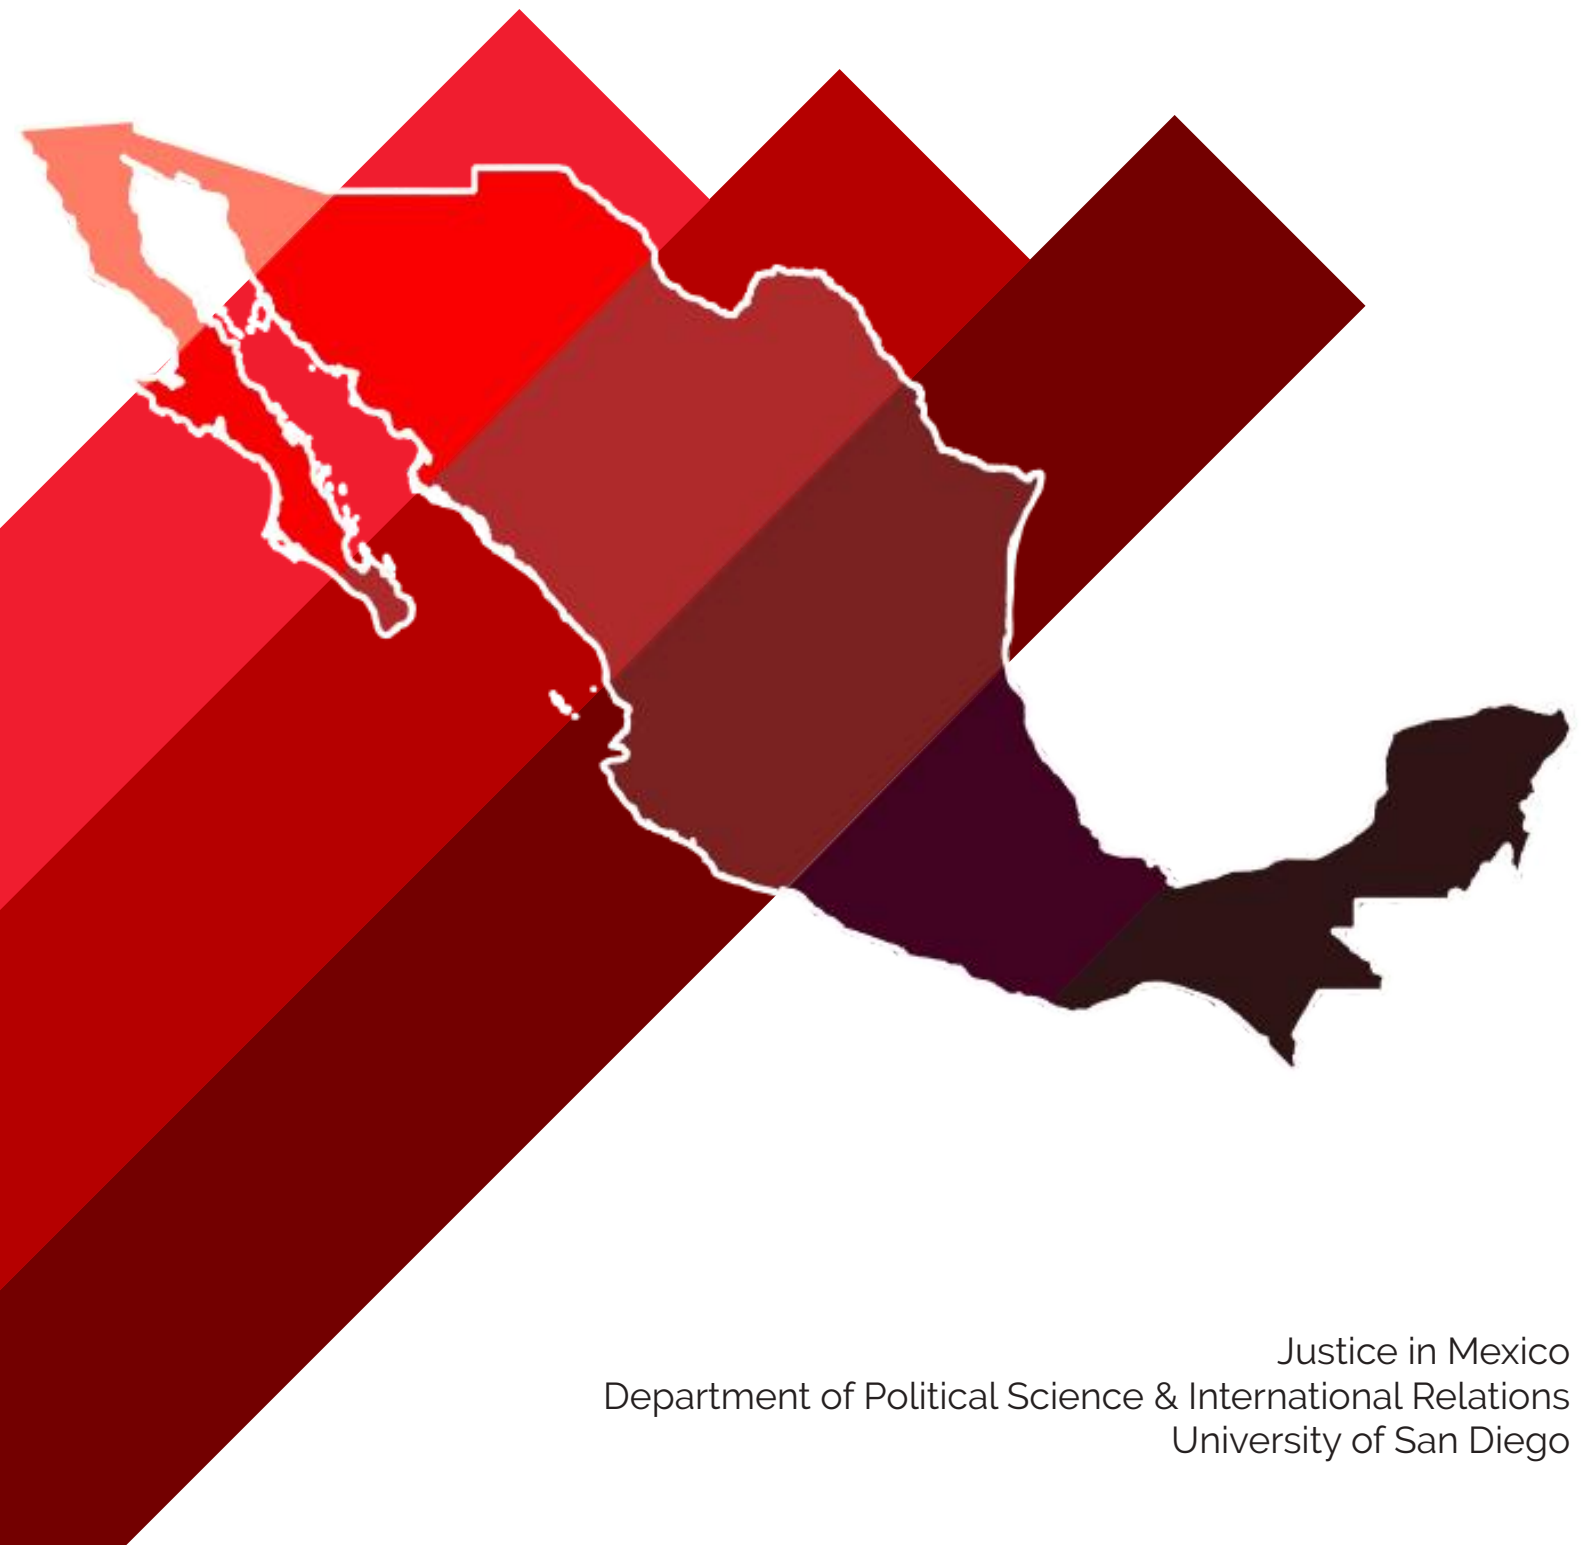 Justice in Mexico
Department of Political Science & International Relations
University of San Diego